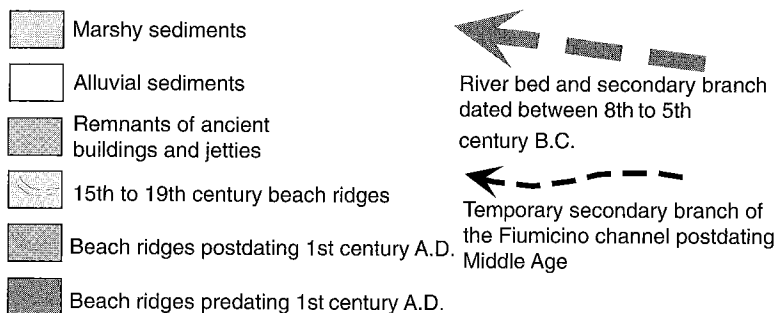 Marshy sediments
Alluvial sediments
Remnants of ancient
buildings and jetties
15th to 19th century beach ridges
Beach ridges postdating 1st century A.D.
Beach ridges predating 1st century A.D.
River bed and secondary branch
dated between 8th to 5th
century B.C.
Temporary secondary branch of
the Fiumicino channel postdating
Middle Age